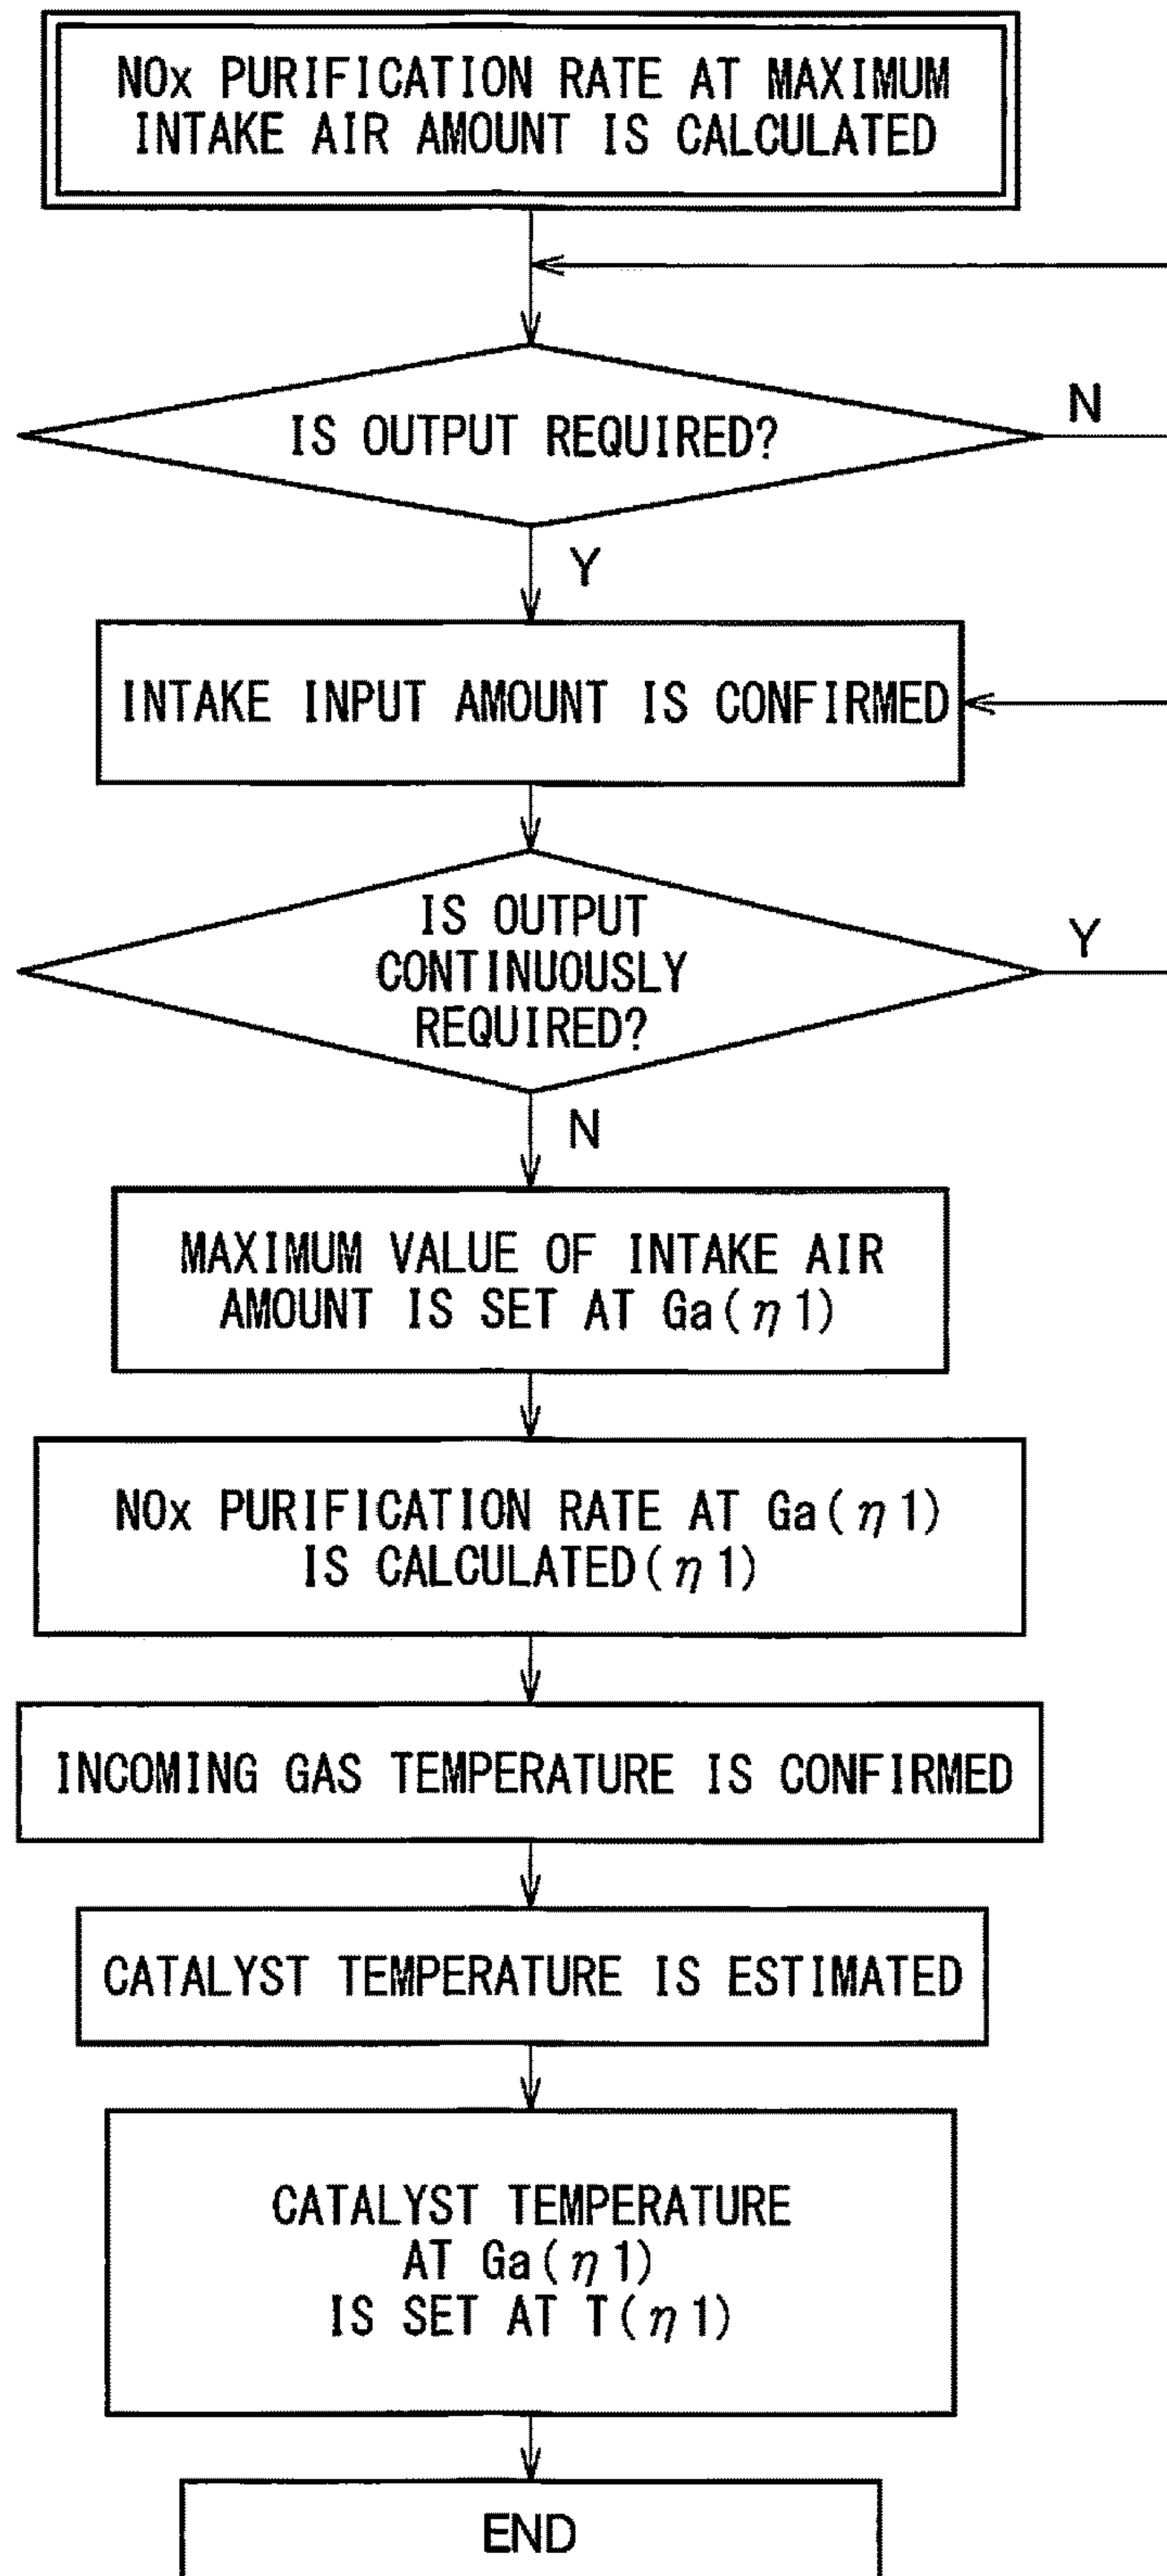 NOx PURIFICATION RATE AT MAXIMUM
INTAKE AIR AMOUNT IS CALCULATED
IS OUTPUT REQUIRED?
N
Y
INTAKE INPUT AMOUNT IS CONFIRMED
IS OUTPUT
CONTINUOUSLY
REQUIRED?
Y
N
MAXIMUM VALUE OF INTAKE AIR
AMOUNT IS SET AT Ga(η1)
NOx PURIFICATION RATE AT Ga(η1)
IS CALCULATED(η1)
INCOMING GAS TEMPERATURE IS CONFIRMED
CATALYST TEMPERATURE IS ESTIMATED
CATALYST TEMPERATURE
AT Ga(η1)
IS SET AT T(η1)
END